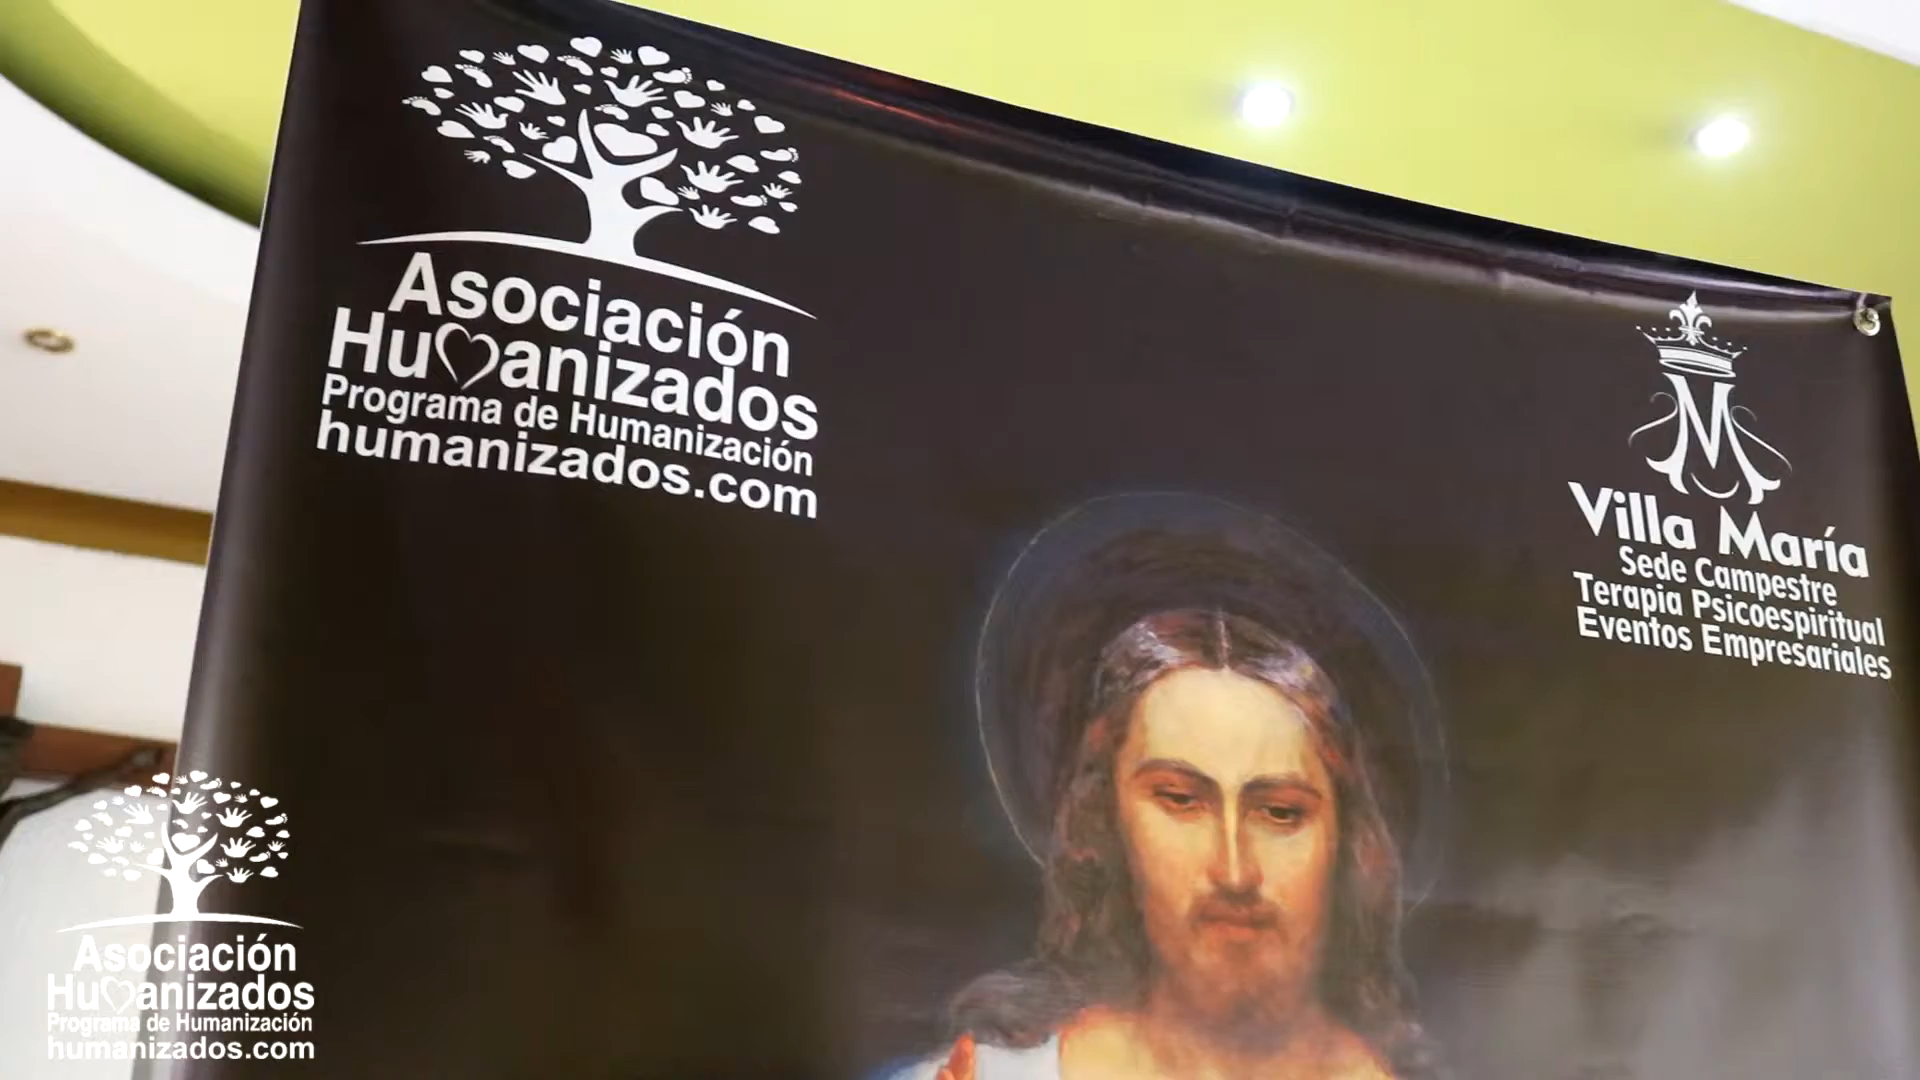 Asociación
Humanizados
Programa de Humanización
humanizados.com
Villa María
Sede Campestre
Terapia Psicoespiritual
Eventos Empresariales
Asociación
Humanizados
Programa de Humanización
humanizados.com